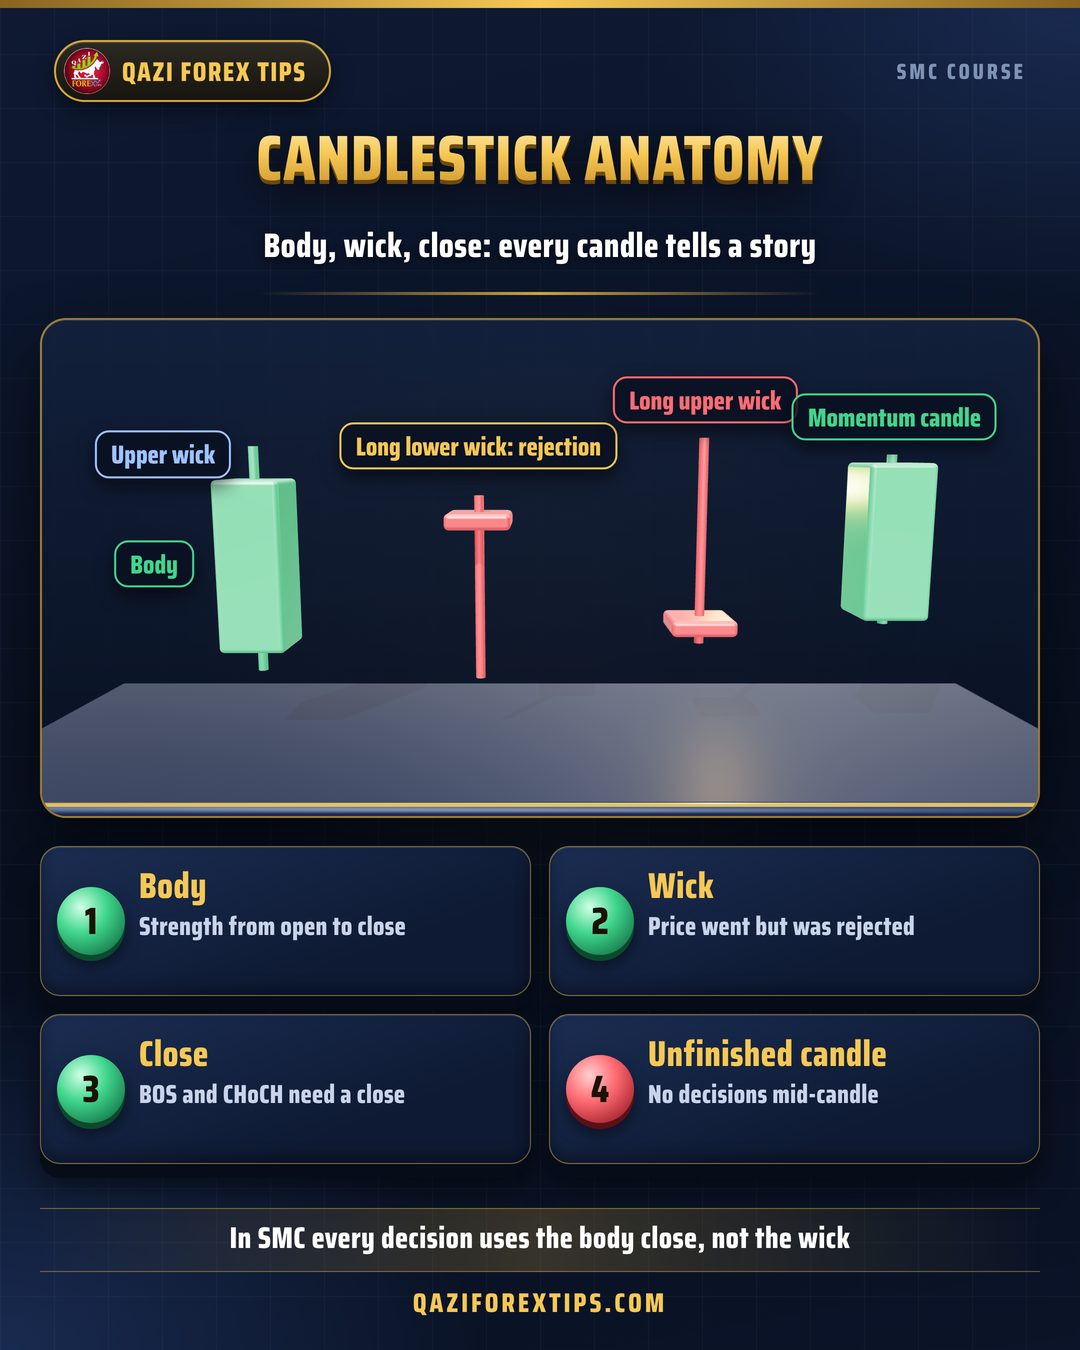 QAZI
FOREX
QAZI FOREX TIPS
SMC COURSE
CANDLESTICK ANATOMY
Body, wick, close: every candle tells a story
Long upper wick
Momentum candle
Upper wick
Long lower wick: rejection
Body
1
Body
Strength from open to close
2
Wick
Price went but was rejected
3
Close
BOS and CHoCH need a close
4
Unfinished candle
No decisions mid-candle
In SMC every decision uses the body close, not the wick
QAZIFOREXTIPS.COM